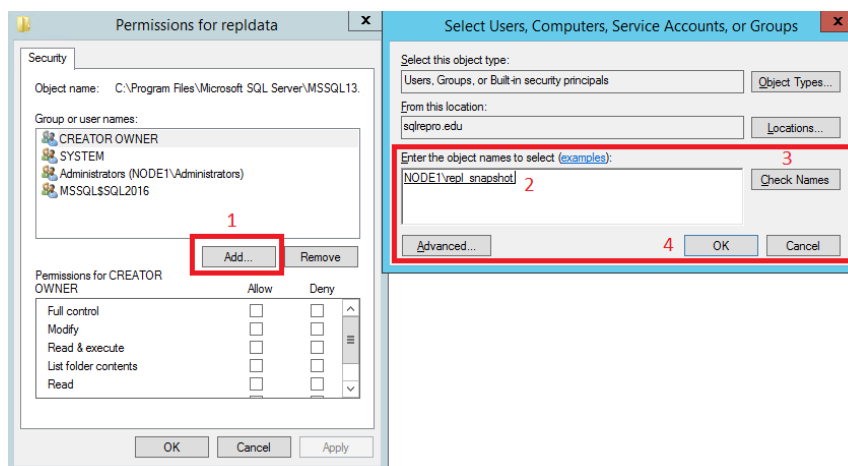 Permissions for repldata
x
Security
Object name: C:\Program Files\Microsoft SQL Server\MSSQL13.
Group or user names:
CREATOR OWNER
SYSTEM
Administrators (NODE1\Administrators)
MSSQL$SQL2016
1
Add... Remove
Permissions for CREATOR
OWNER Allow Deny
Full control
Modify
Read & execute
List folder contents
Read
OK Cancel Apply
Select Users, Computers, Service Accounts, or Groups
x
Select this object type:
Users, Groups, or Built-in security principals Object Types...
From this location:
sqlrepro.edu Locations...
Enter the object names to select (examples): 3
NODE1\repl_snapshot 2 Check Names
Advanced... 4 OK Cancel